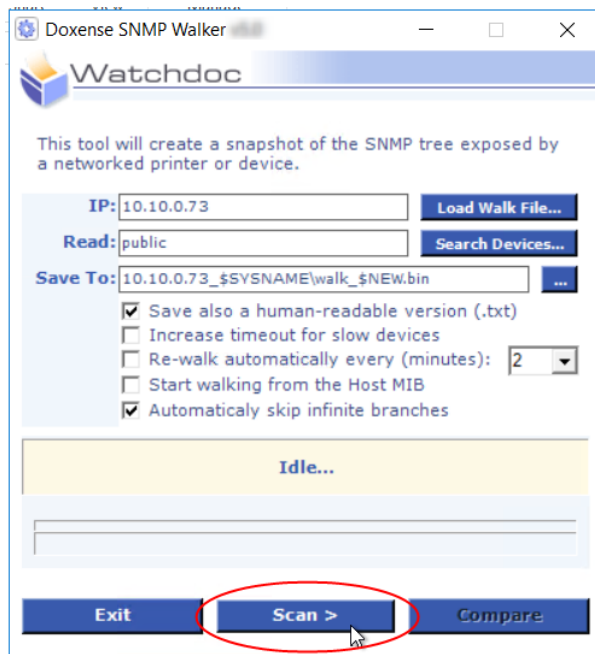 Doxense SNMP Walker
Watchdoc
This tool will create a snapshot of the SNMP tree exposed by
a networked printer or device.
IP: 10.10.0.73 Load Walk File...
Read: public Search Devices...
Save To: 10.10.0.73_$SYSNAME\walk_$NEW.bin ...
Save also a human-readable version (.txt)
Increase timeout for slow devices
Re-walk automatically every (minutes): 2
Start walking from the Host MIB
Automaticaly skip infinite branches
Idle...
Exit Scan > Compare